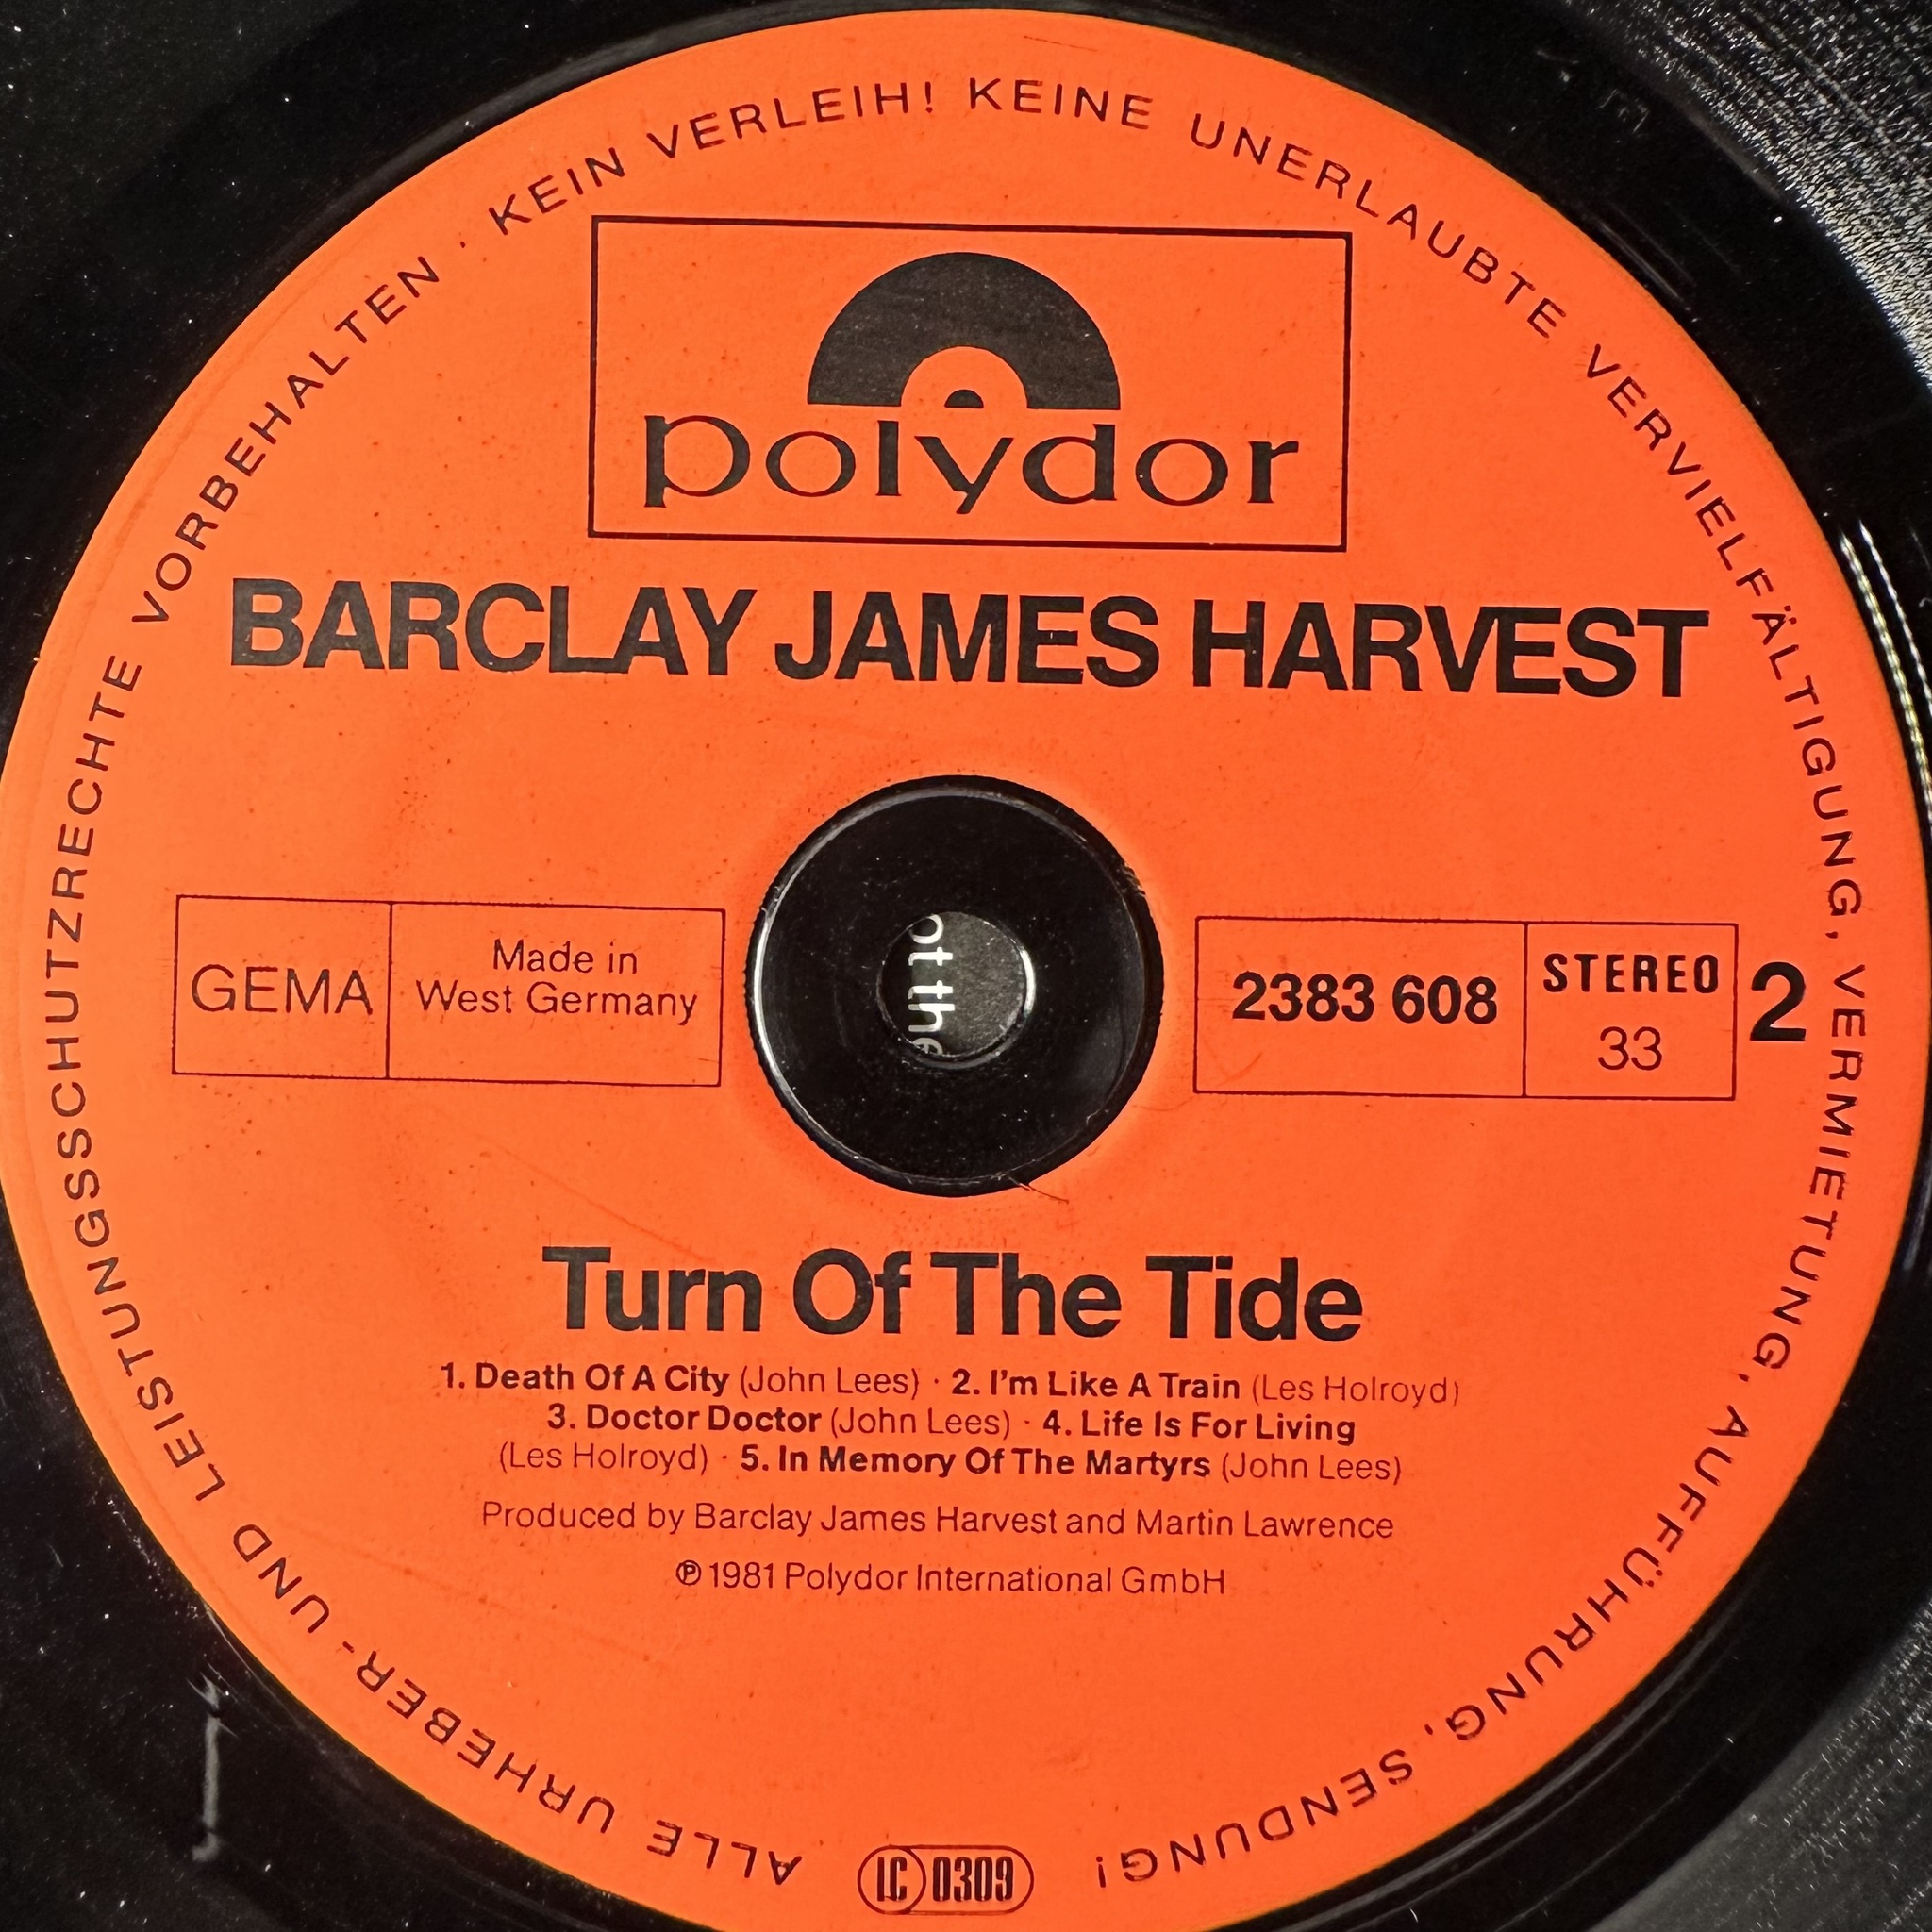 ALLE URHEBER- UND LEISTUNGSSCHUTZRECHTE VORBEHALTEN · KEIN VERLEIH! KEINE UNERLAUBTE VERVIELFÄLTIGUNG, VERMIETUNG, AUFFÜHRUNG, SENDUNG!
polydor
BARCLAY JAMES HARVEST
GEMA
Made in
West Germany
ot the
2383 608
STEREO
33
2
Turn Of The Tide
1. Death Of A City (John Lees) · 2. I'm Like A Train (Les Holroyd)
3. Doctor Doctor (John Lees) · 4. Life Is For Living
(Les Holroyd) · 5. In Memory Of The Martyrs (John Lees)
Produced by Barclay James Harvest and Martin Lawrence
℗ 1981 Polydor International GmbH
LC 0309